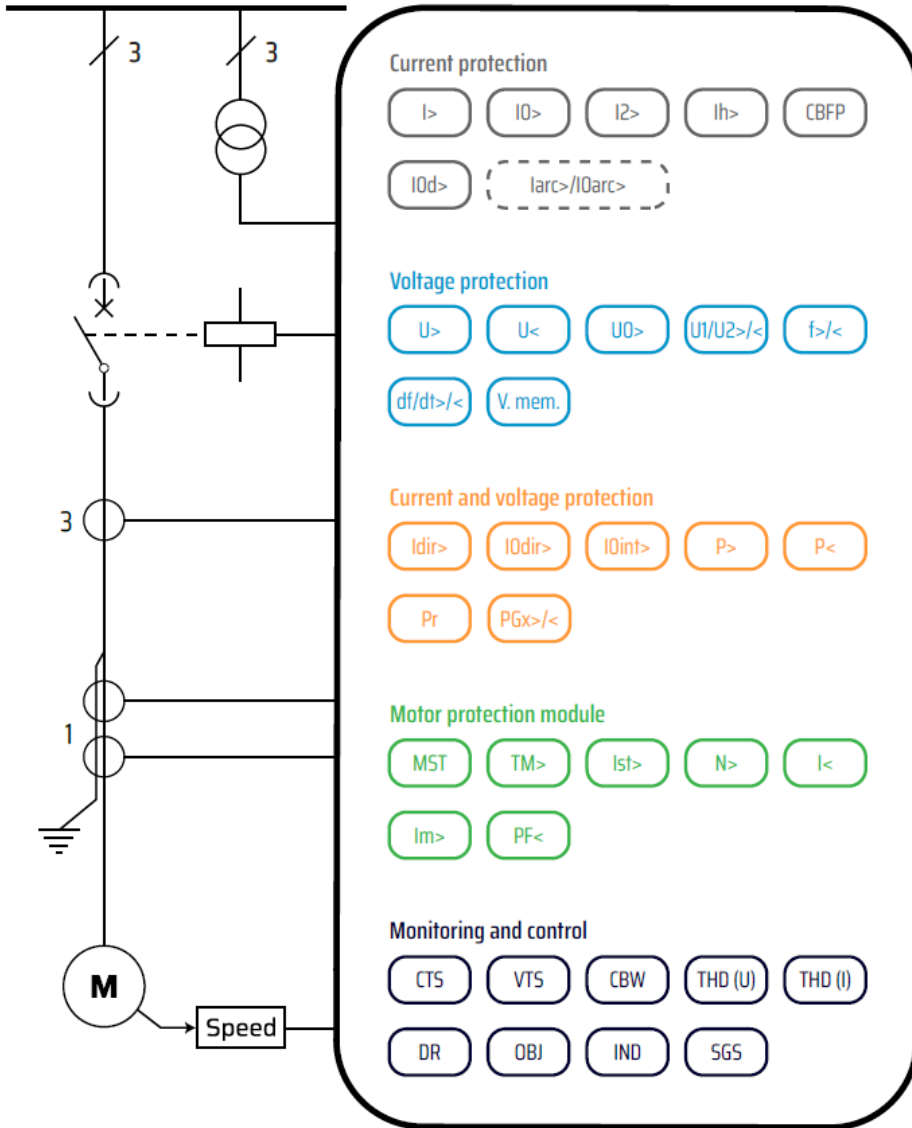 3
3
3
1
M
Speed
Current protection
I> I0> I2> Ih> CBFP
I0d> Iarc>/I0arc>
Voltage protection
U> U< U0> U1/U2>/< f>/<
df/dt>/< V. mem.
Current and voltage protection
Idir> I0dir> I0int> P> P<
Pr PGx>/<
Motor protection module
MST TM> Ist> N> I<
Im> PF<
Monitoring and control
CTS VTS CBW THD (U) THD (I)
DR OBJ IND SGS